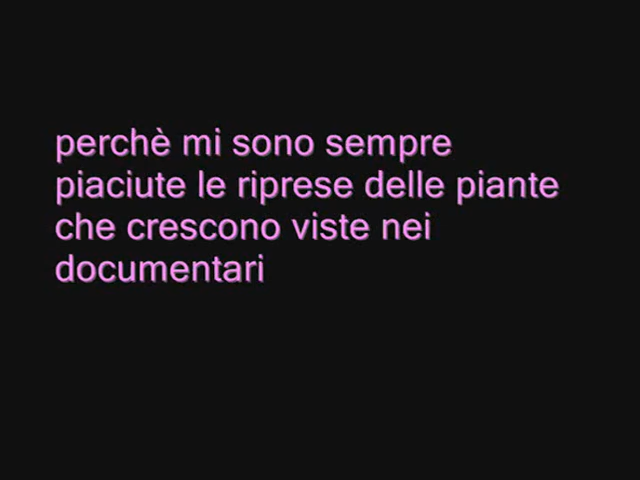 perchè mi sono sempre
piaciute le riprese delle piante
che crescono viste nei
documentari